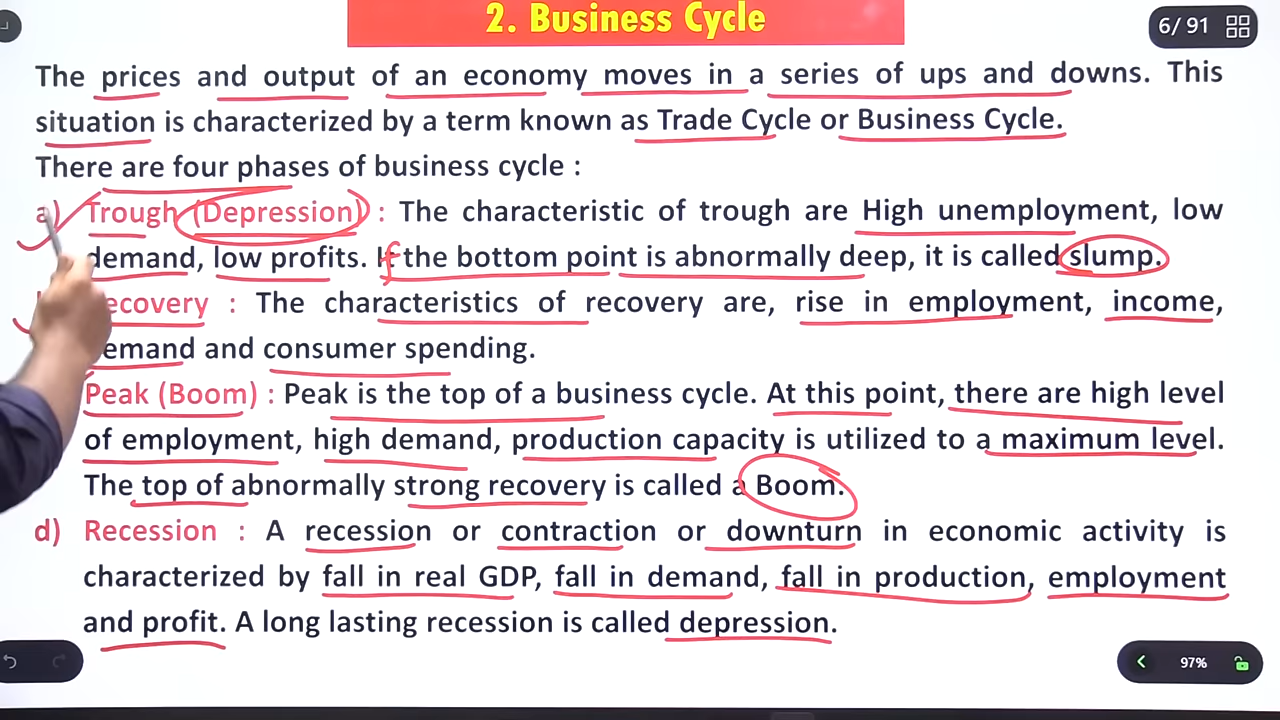 2. Business Cycle
6/ 91
The prices and output of an economy moves in a series of ups and downs. This
situation is characterized by a term known as Trade Cycle or Business Cycle.
There are four phases of business cycle :
a) Trough (Depression) : The characteristic of trough are High unemployment, low
demand, low profits. If the bottom point is abnormally deep, it is called slump.
ecovery : The characteristics of recovery are, rise in employment, income,
emand and consumer spending.
Peak (Boom) : Peak is the top of a business cycle. At this point, there are high level
of employment, high demand, production capacity is utilized to a maximum level.
The top of abnormally strong recovery is called a Boom.
d) Recession : A recession or contraction or downturn in economic activity is
characterized by fall in real GDP, fall in demand, fall in production, employment
and profit. A long lasting recession is called depression.
97%